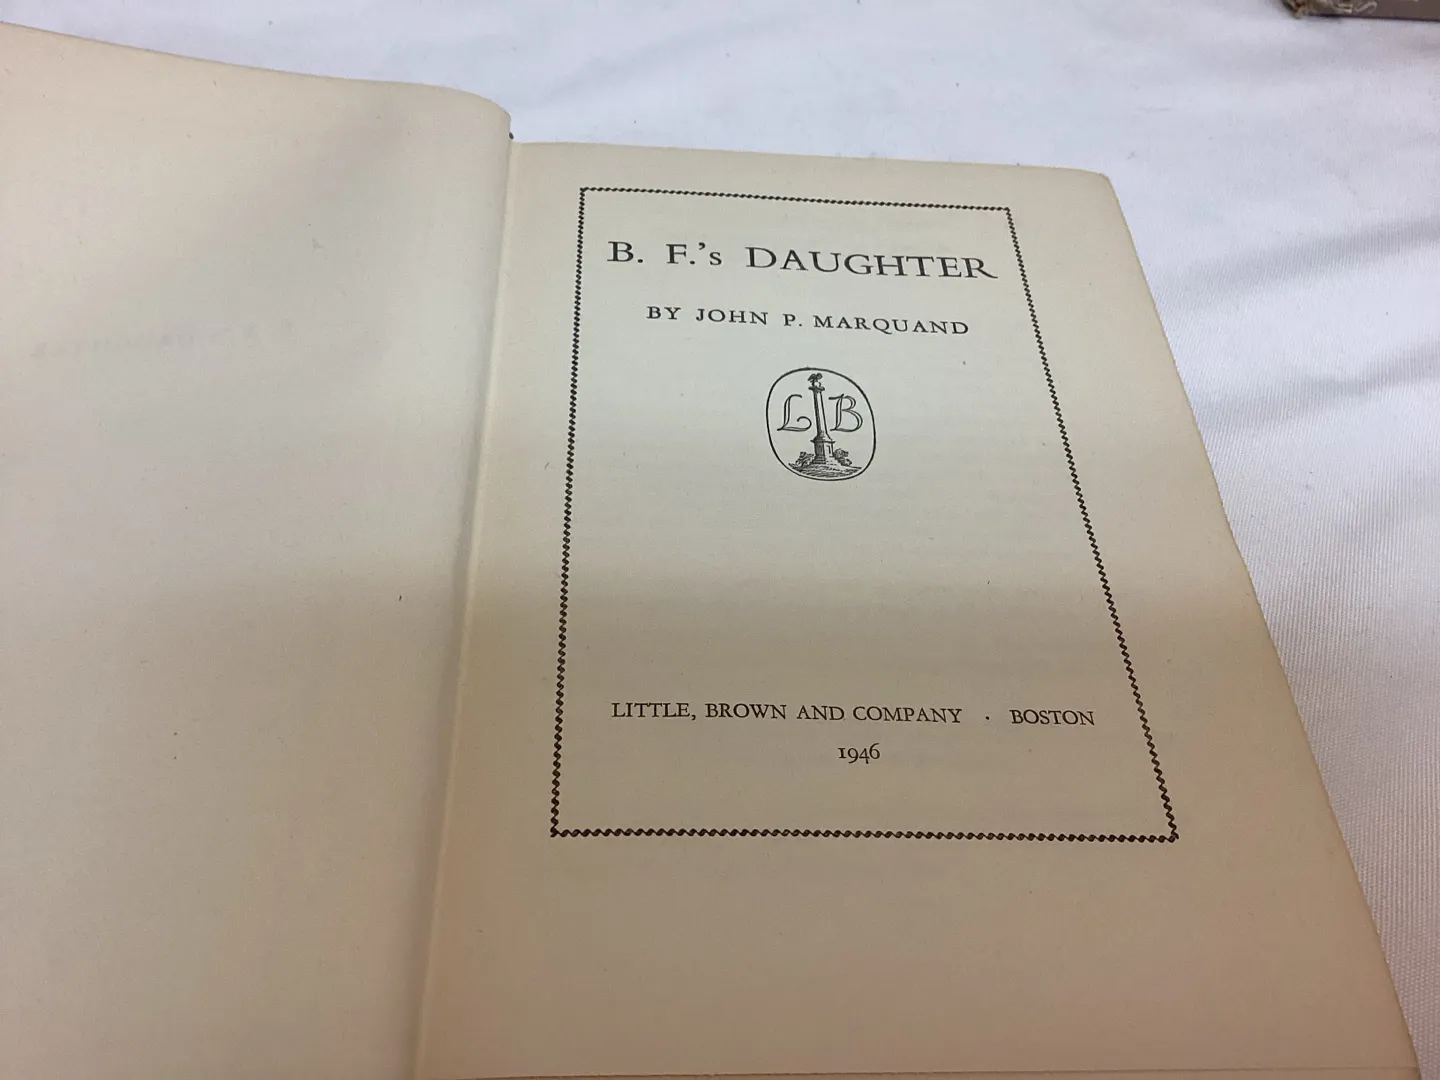 B. F.'s DAUGHTER
BY JOHN P. MARQUAND
L B
LITTLE, BROWN AND COMPANY · BOSTON
1946